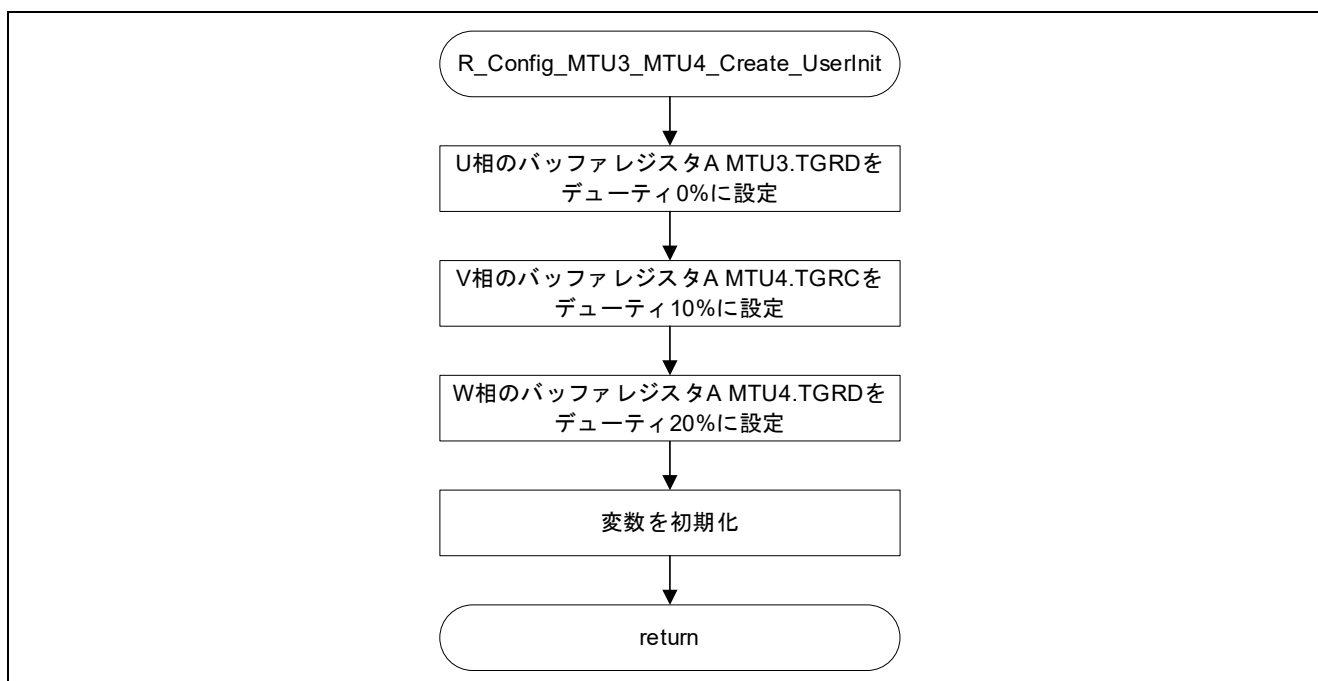 R_Config_MTU3_MTU4_Create_UserInit
U相のバッファレジスタA MTU3.TGRDを
デューティ0%に設定
V相のバッファレジスタA MTU4.TGRCを
デューティ10%に設定
W相のバッファレジスタA MTU4.TGRDを
デューティ20%に設定
変数を初期化
return